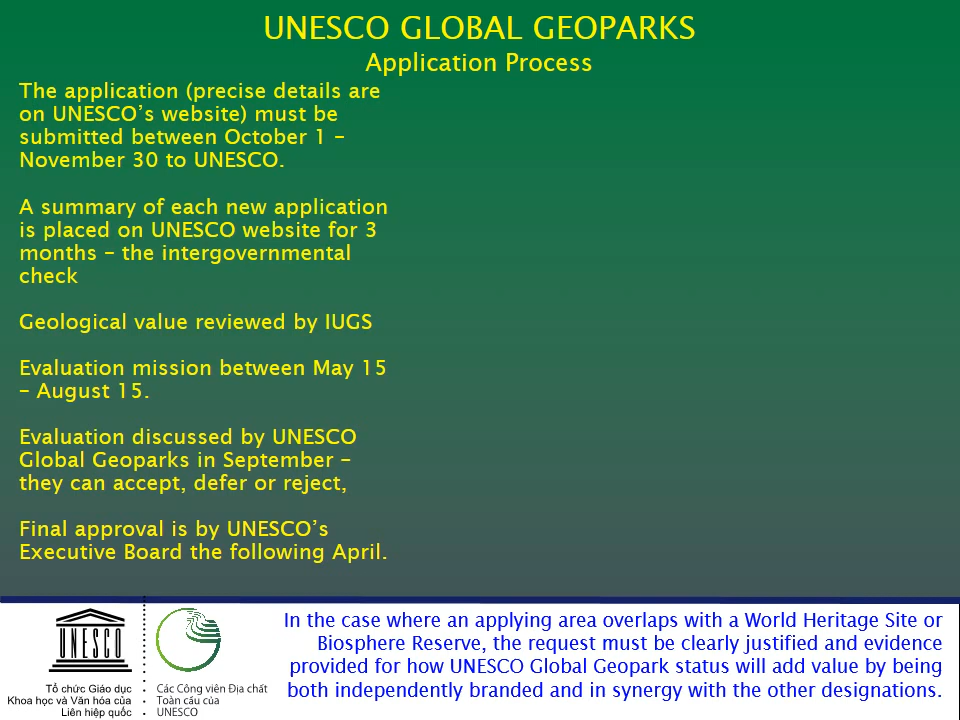 UNESCO GLOBAL GEOPARKS
Application Process
The application (precise details are
on UNESCO’s website) must be
submitted between October 1 –
November 30 to UNESCO.
A summary of each new application
is placed on UNESCO website for 3
months – the intergovernmental
check
Geological value reviewed by IUGS
Evaluation mission between May 15
– August 15.
Evaluation discussed by UNESCO
Global Geoparks in September –
they can accept, defer or reject,
Final approval is by UNESCO’s
Executive Board the following April.
UNESCO
Tổ chức Giáo dục
Khoa học và Văn hóa của
Liên hiệp quốc
Các Công viên Địa chất
Toàn cầu của
UNESCO
In the case where an applying area overlaps with a World Heritage Site or
Biosphere Reserve, the request must be clearly justified and evidence
provided for how UNESCO Global Geopark status will add value by being
both independently branded and in synergy with the other designations.